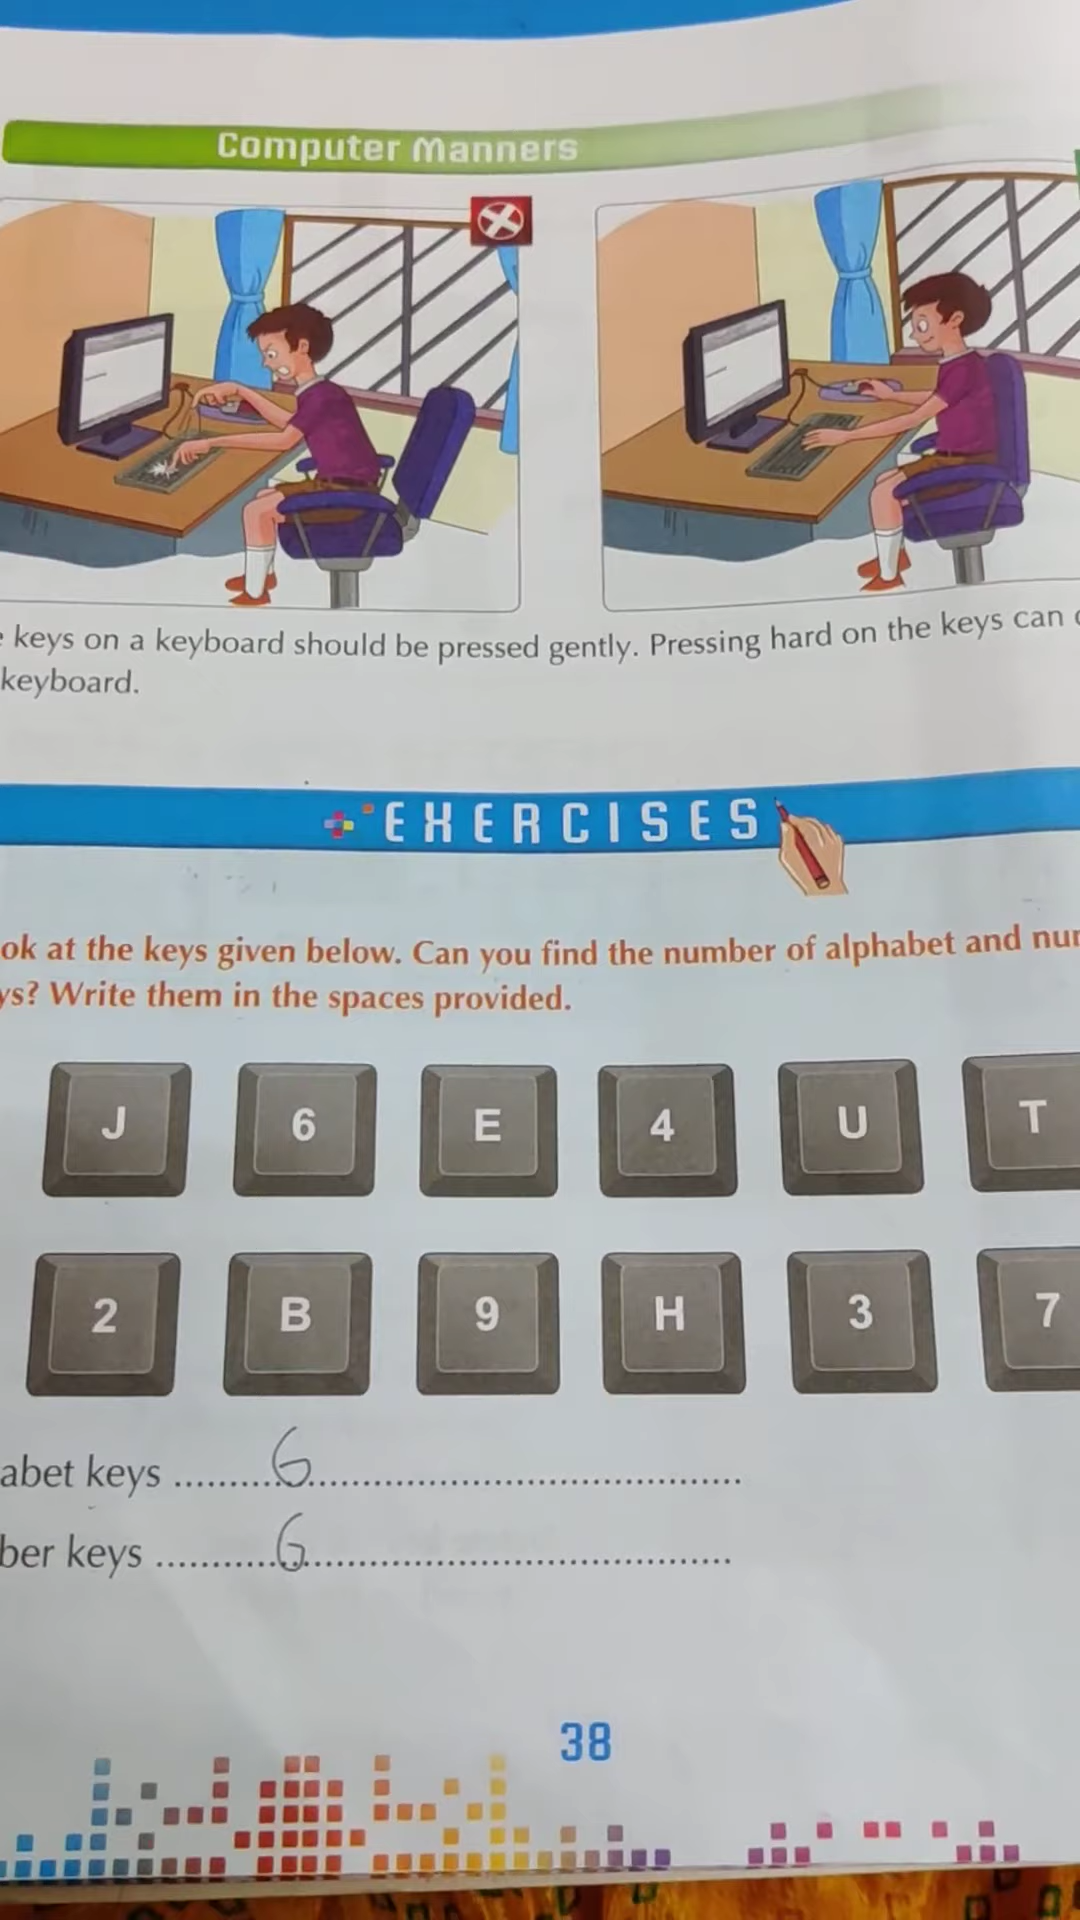 Computer Manners
keys on a keyboard should be pressed gently. Pressing hard on the keys can
keyboard.
EXERCISES
ok at the keys given below. Can you find the number of alphabet and nu
ys? Write them in the spaces provided.
J 6 E 4 U T
2 B 9 H 3 7
abet keys ..........6..........
ber keys ..........6..........
38